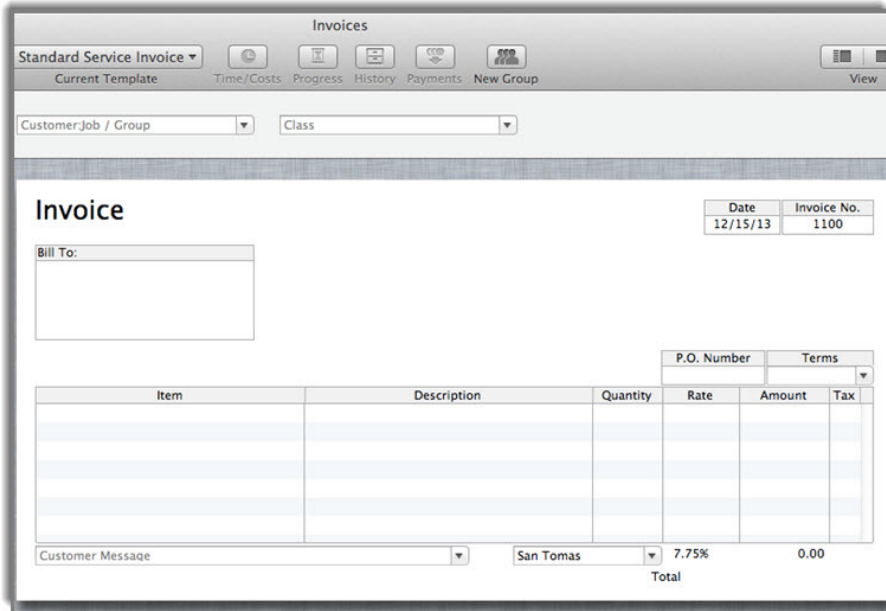 Invoices
Standard Service Invoice
Current Template
Time/Costs
Progress
History
Payments
New Group
View
Customer:Job / Group
Class
Invoice
Date
Invoice No.
12/15/13
1100
Bill To:
P.O. Number
Terms
Item
Description
Quantity
Rate
Amount
Tax
Customer Message
San Tomas
7.75%
0.00
Total